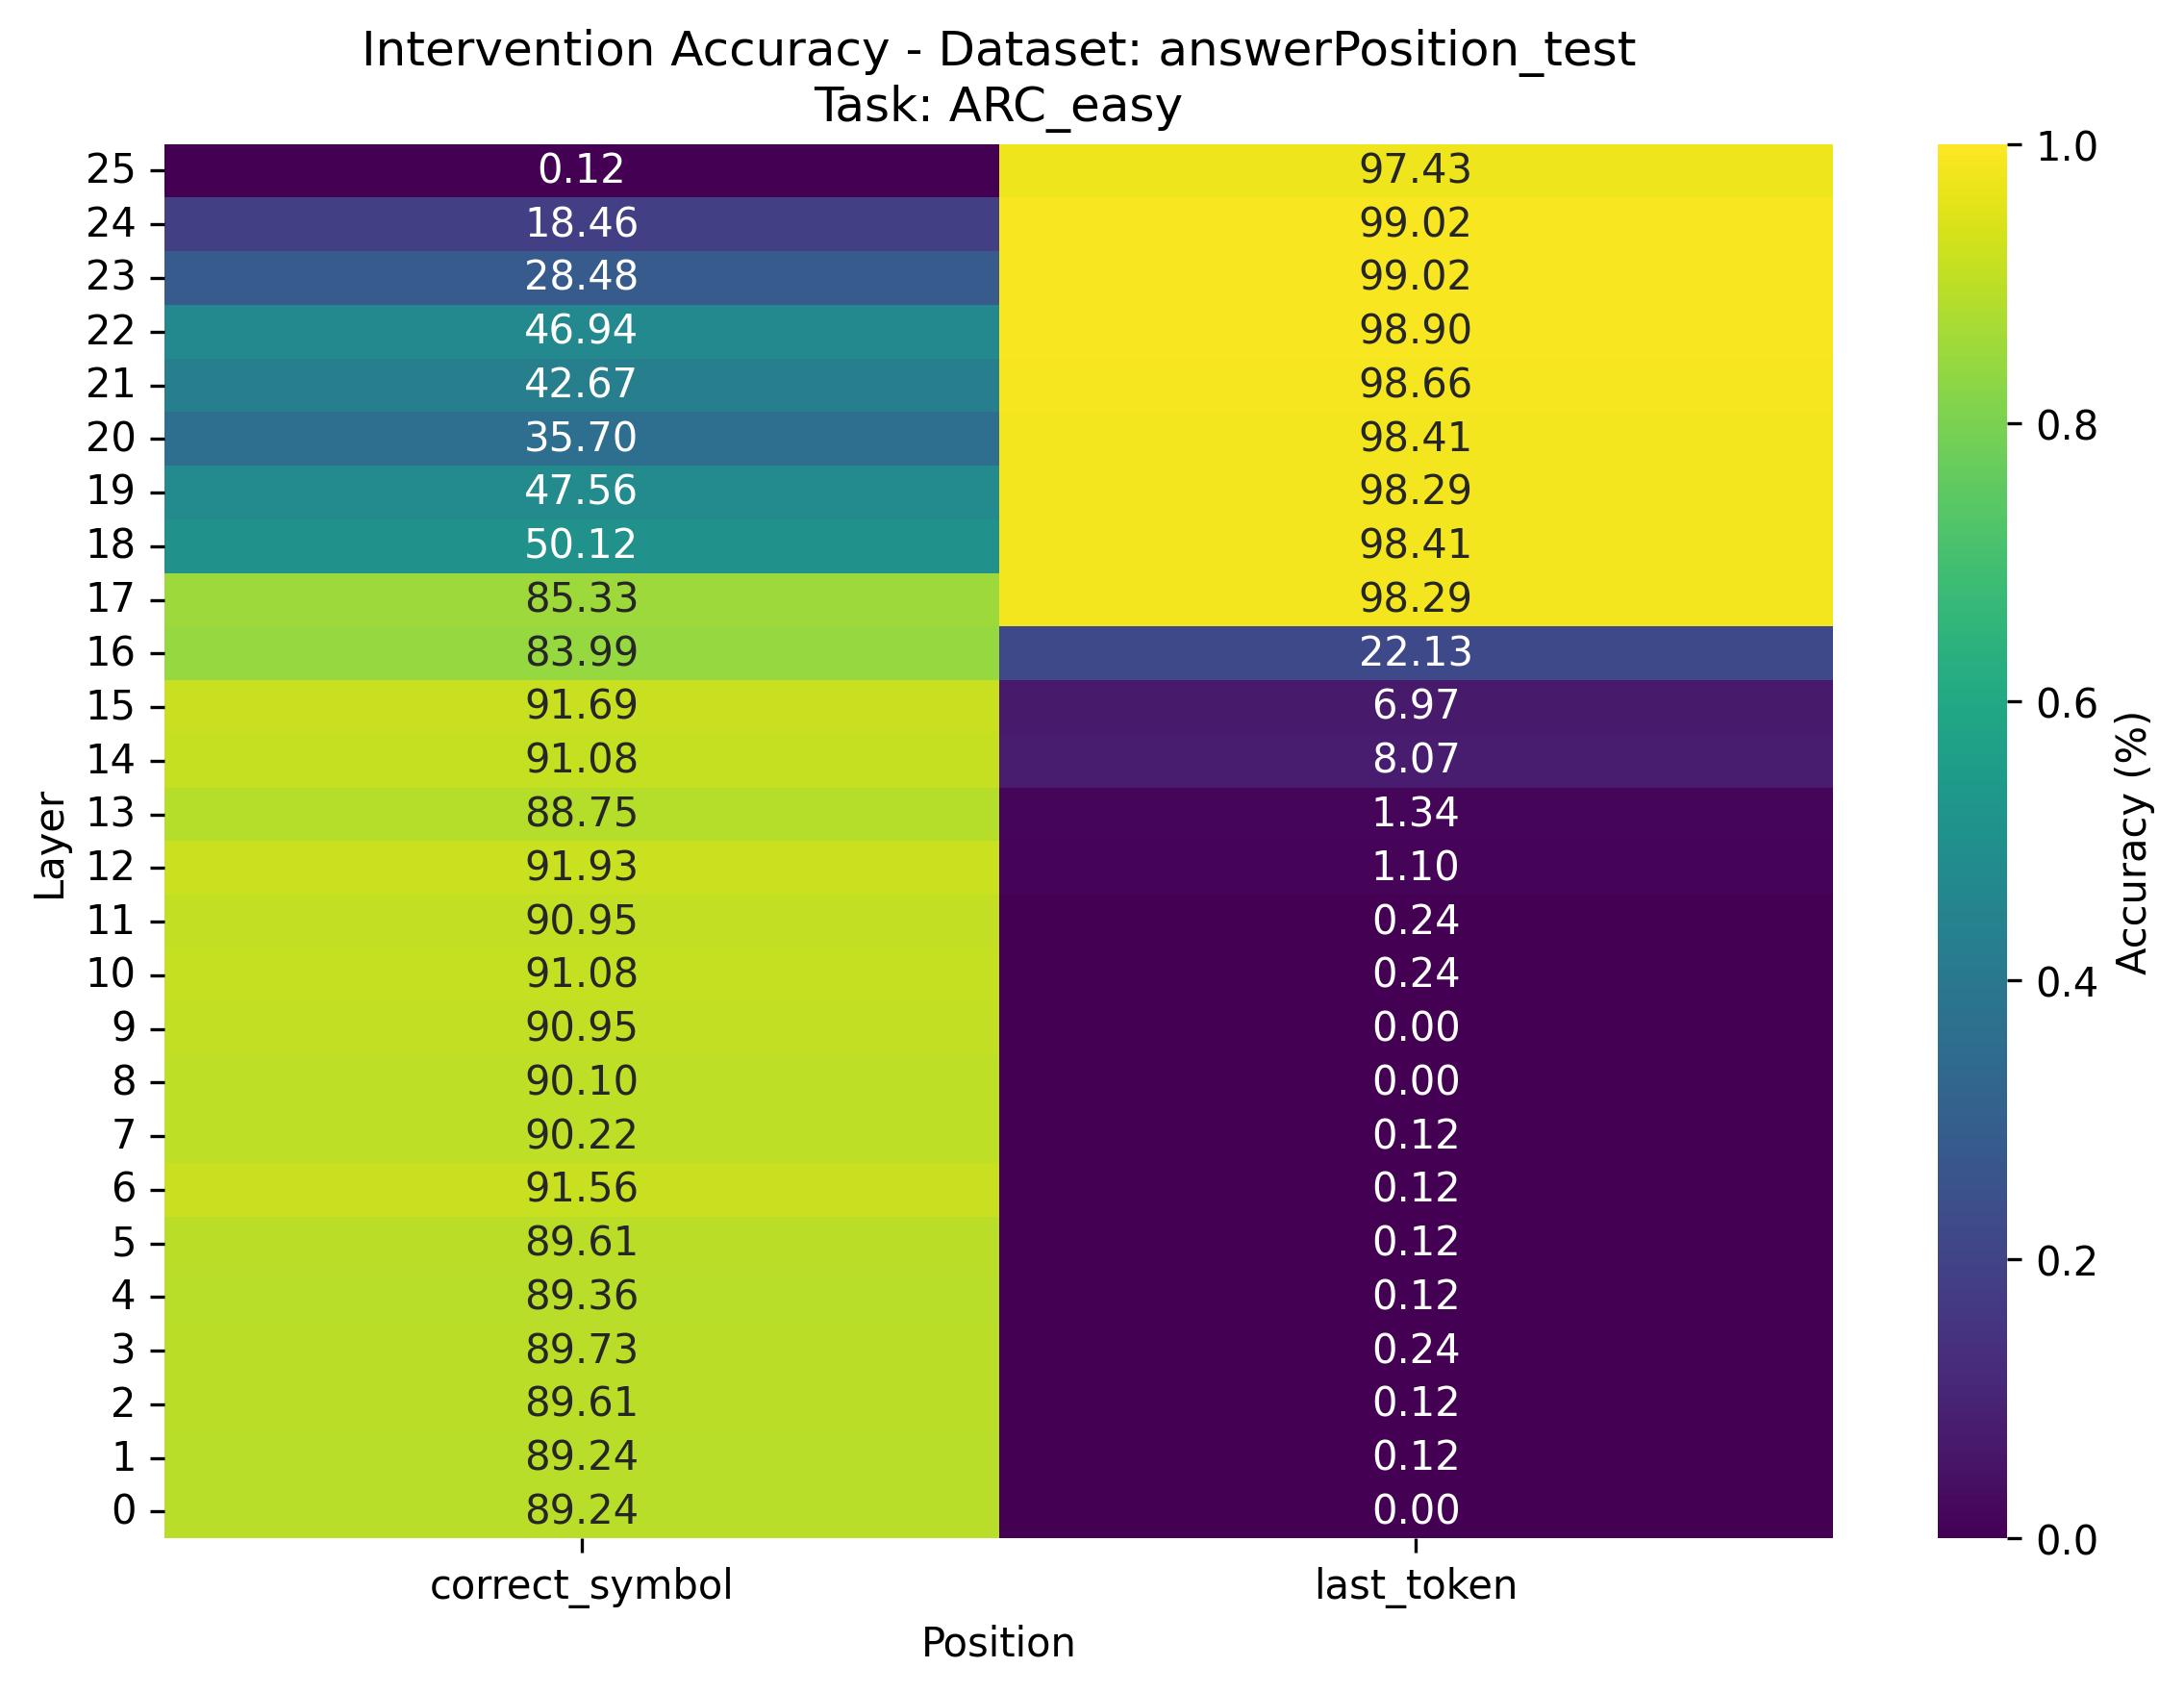 Intervention Accuracy - Dataset: answerPosition_test
Task: ARC_easy
25 0.12 97.43
24 18.46 99.02
23 28.48 99.02
22 46.94 98.90
21 42.67 98.66
20 35.70 98.41
19 47.56 98.29
18 50.12 98.41
17 85.33 98.29
16 83.99 22.13
15 91.69 6.97
14 91.08 8.07
13 88.75 1.34
12 91.93 1.10
11 90.95 0.24
10 91.08 0.24
9 90.95 0.00
8 90.10 0.00
7 90.22 0.12
6 91.56 0.12
5 89.61 0.12
4 89.36 0.12
3 89.73 0.24
2 89.61 0.12
1 89.24 0.12
0 89.24 0.00
Layer
correct_symbol last_token
Position
1.0
0.8
0.6
0.4
0.2
0.0
Accuracy (%)